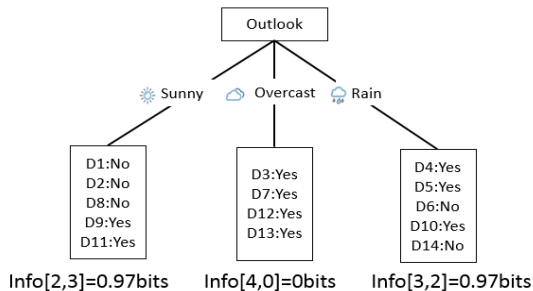 Outlook
Sunny
Overcast
Rain
D1:No
D2:No
D8:No
D9:Yes
D11:Yes
D3:Yes
D7:Yes
D12:Yes
D13:Yes
D4:Yes
D5:Yes
D6:No
D10:Yes
D14:No
Info[2,3]=0.97bits
Info[4,0]=0bits
Info[3,2]=0.97bits